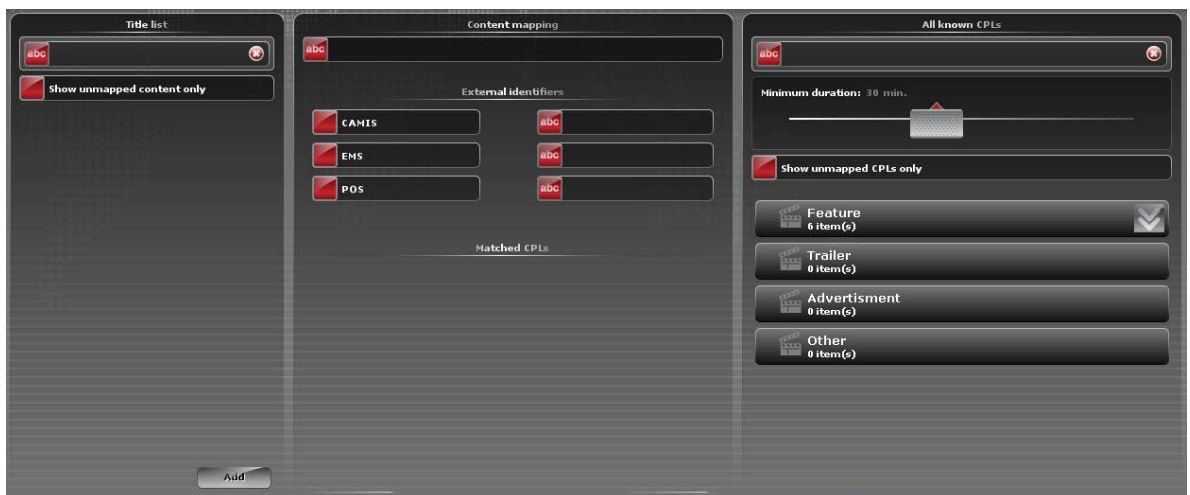 Title list
abc
Show unmapped content only
Add
Content mapping
abc
External identifiers
CAMIS
abc
EMS
abc
POS
abc
Matched CPLs
All known CPLs
abc
Minimum duration: 30 min.
Show unmapped CPLs only
Feature
6 item(s)
Trailer
0 item(s)
Advertisment
0 item(s)
Other
0 item(s)